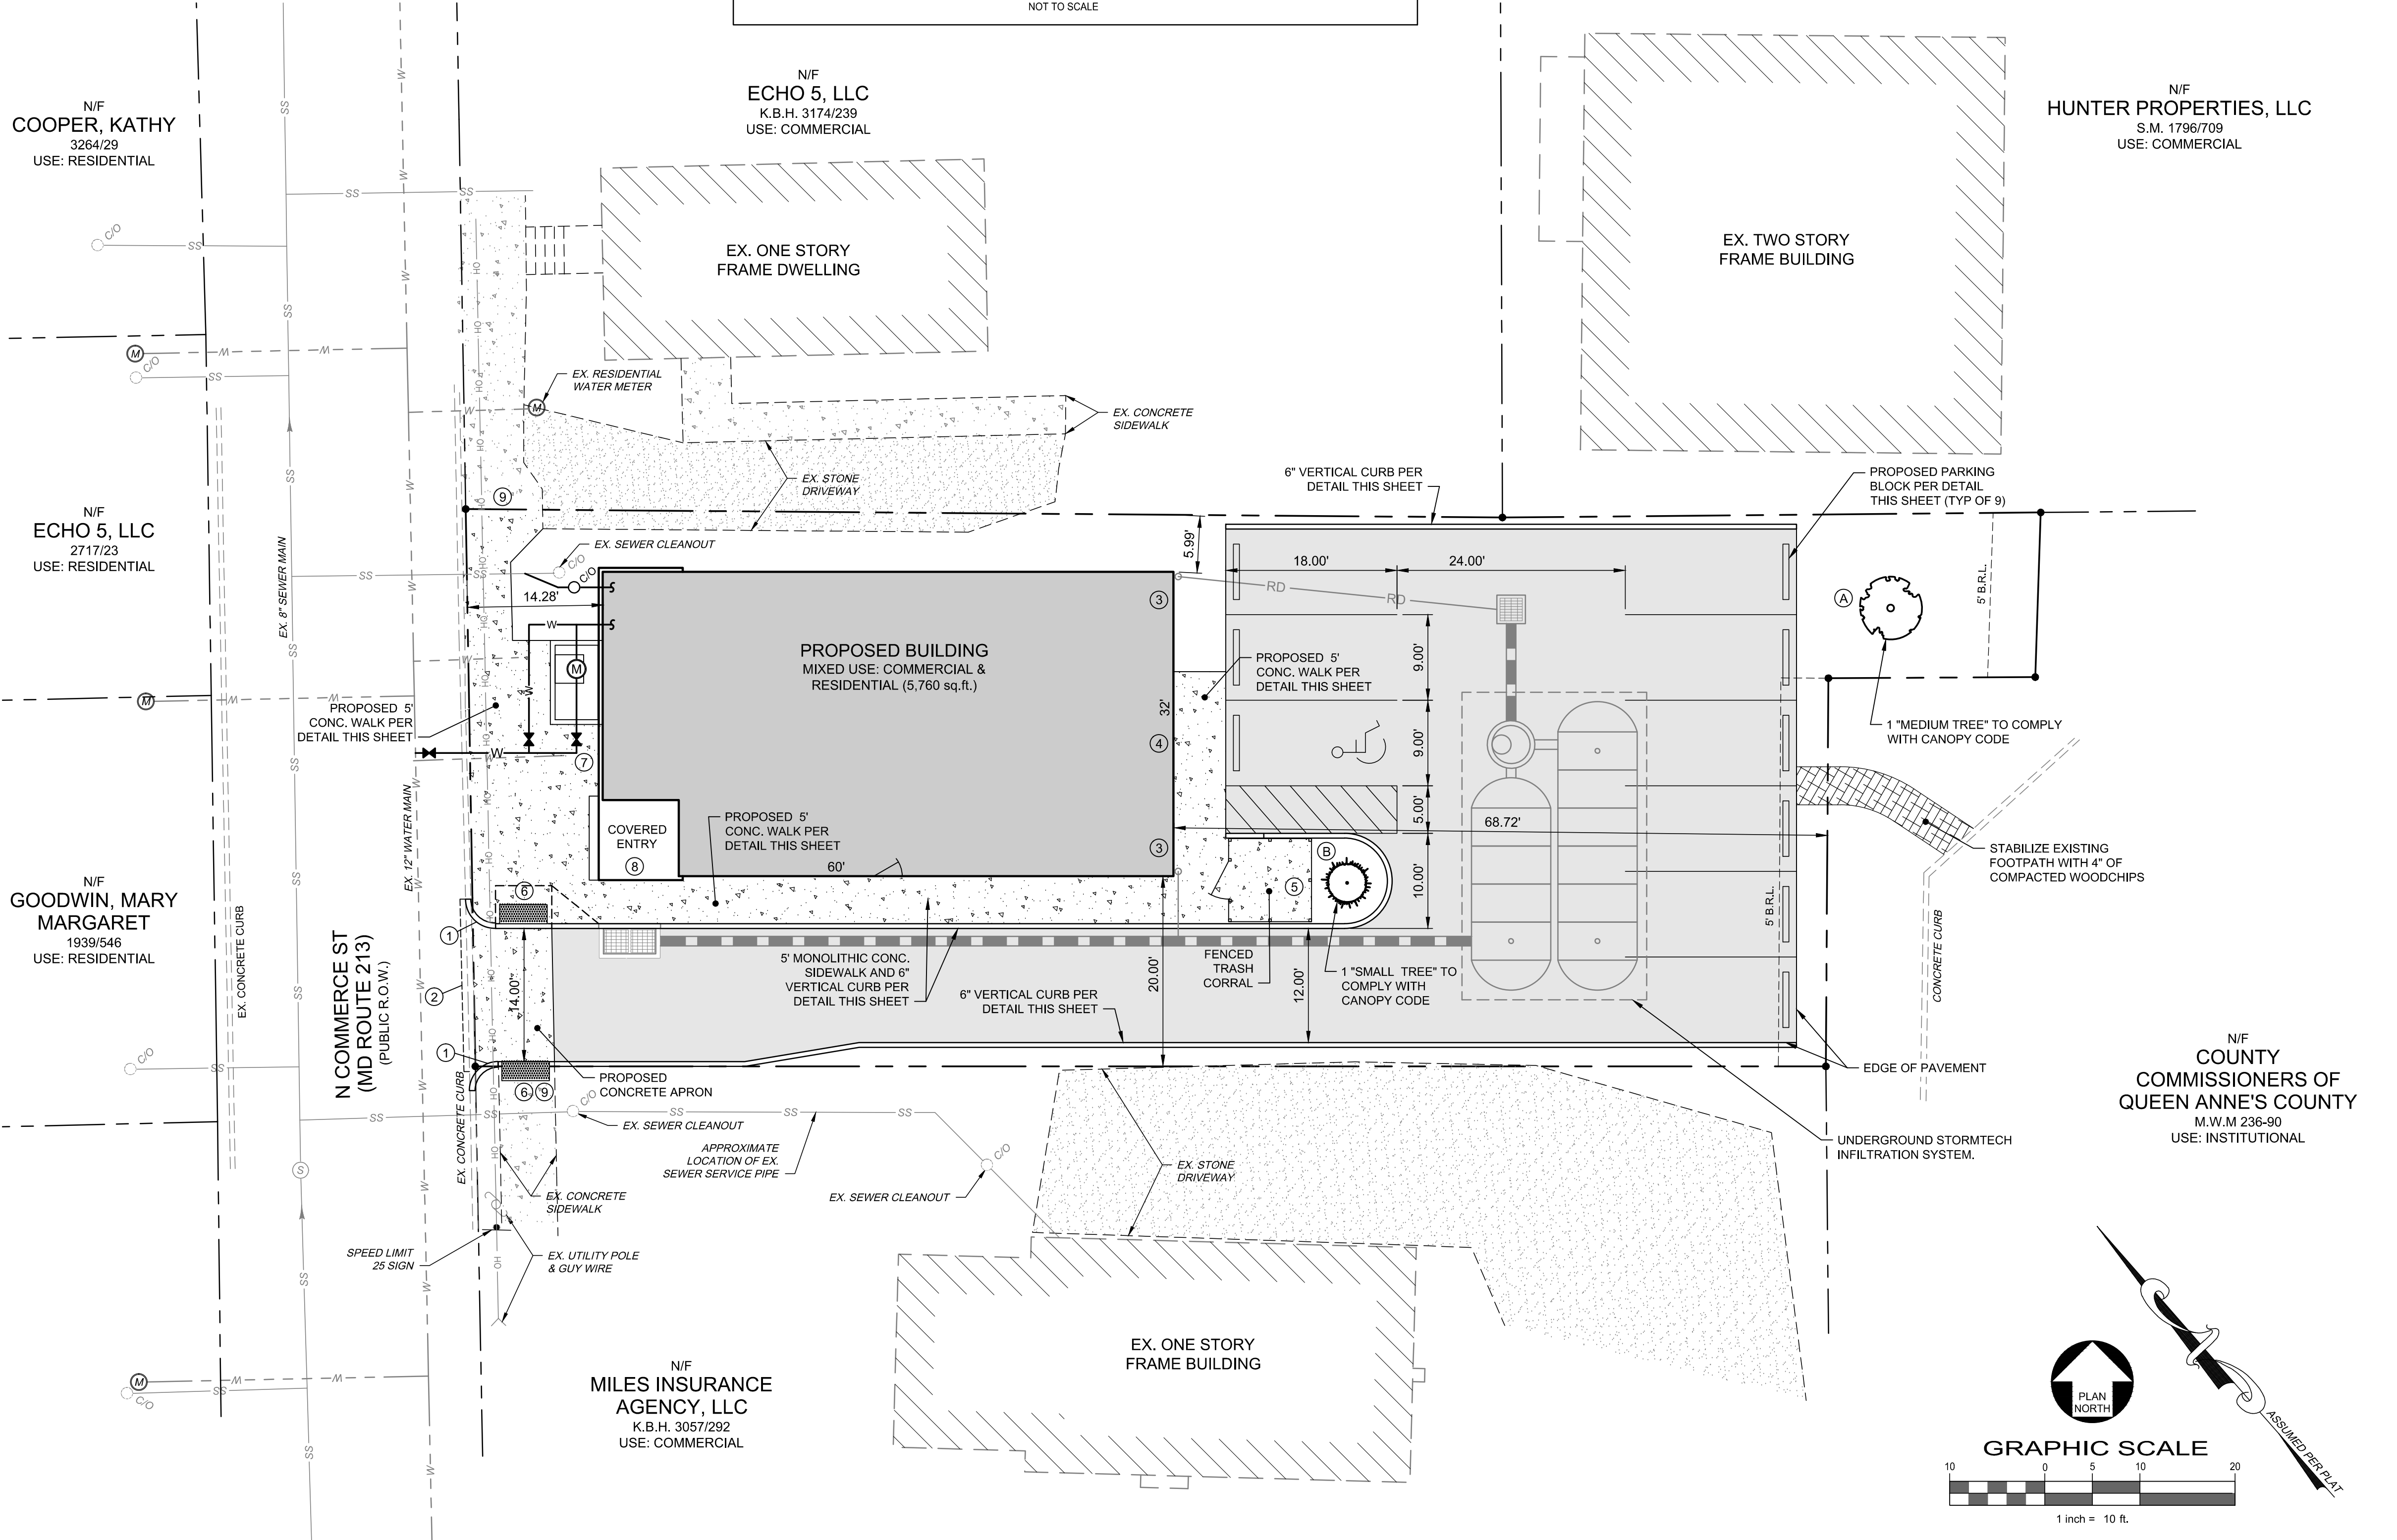 NOT TO SCALE
N/F
COOPER, KATHY
3264/29
USE: RESIDENTIAL
N/F
ECHO 5, LLC
K.B.H. 3174/239
USE: COMMERCIAL
N/F
HUNTER PROPERTIES, LLC
S.M. 1796/709
USE: COMMERCIAL
EX. ONE STORY
FRAME DWELLING
EX. TWO STORY
FRAME BUILDING
EX. RESIDENTIAL
WATER METER
EX. CONCRETE
SIDEWALK
EX. STONE
DRIVEWAY
6" VERTICAL CURB PER
DETAIL THIS SHEET
PROPOSED PARKING
BLOCK PER DETAIL
THIS SHEET (TYP OF 9)
N/F
ECHO 5, LLC
2717/23
USE: RESIDENTIAL
EX. 8" SEWER MAIN
9
EX. SEWER CLEANOUT
C/O
C/O
14.28'
5.99'
18.00'
24.00'
RD
RD
3
A
5' B.R.L.
PROPOSED BUILDING
MIXED USE: COMMERCIAL &
RESIDENTIAL (5,760 sq.ft.)
PROPOSED 5'
CONC. WALK PER
DETAIL THIS SHEET
9.00'
32'
PROPOSED 5'
CONC. WALK PER
DETAIL THIS SHEET
1 "MEDIUM TREE" TO COMPLY
WITH CANOPY CODE
4
9.00'
7
M
W
W
W
EX. 12" WATER MAIN
PROPOSED 5'
CONC. WALK PER
DETAIL THIS SHEET
COVERED
ENTRY
8
60'
3
5.00'
68.72'
B
5
10.00'
STABILIZE EXISTING
FOOTPATH WITH 4" OF
COMPACTED WOODCHIPS
N/F
GOODWIN, MARY
MARGARET
1939/546
USE: RESIDENTIAL
EX. CONCRETE CURB
N COMMERCE ST
(MD ROUTE 213)
(PUBLIC R.O.W.)
6
1
2
1
14.00'
5' MONOLITHIC CONC.
SIDEWALK AND 6"
VERTICAL CURB PER
DETAIL THIS SHEET
6" VERTICAL CURB PER
DETAIL THIS SHEET
20.00'
FENCED
TRASH
CORRAL
12.00'
1 "SMALL TREE" TO
COMPLY WITH
CANOPY CODE
5' B.R.L.
CONCRETE CURB
EDGE OF PAVEMENT
N/F
COUNTY
COMMISSIONERS OF
QUEEN ANNE'S COUNTY
M.W.M 236-90
USE: INSTITUTIONAL
UNDERGROUND STORMTECH
INFILTRATION SYSTEM.
EX. CONCRETE CURB
6
9
PROPOSED
CONCRETE APRON
C/O
EX. SEWER CLEANOUT
APPROXIMATE
LOCATION OF EX.
SEWER SERVICE PIPE
EX. SEWER CLEANOUT
C/O
EX. STONE
DRIVEWAY
EX. CONCRETE
SIDEWALK
SPEED LIMIT
25 SIGN
EX. UTILITY POLE
& GUY WIRE
N/F
MILES INSURANCE
AGENCY, LLC
K.B.H. 3057/292
USE: COMMERCIAL
EX. ONE STORY
FRAME BUILDING
PLAN
NORTH
ASSUMED PER PLAT
GRAPHIC SCALE
10 0 5 10 20
1 inch = 10 ft.